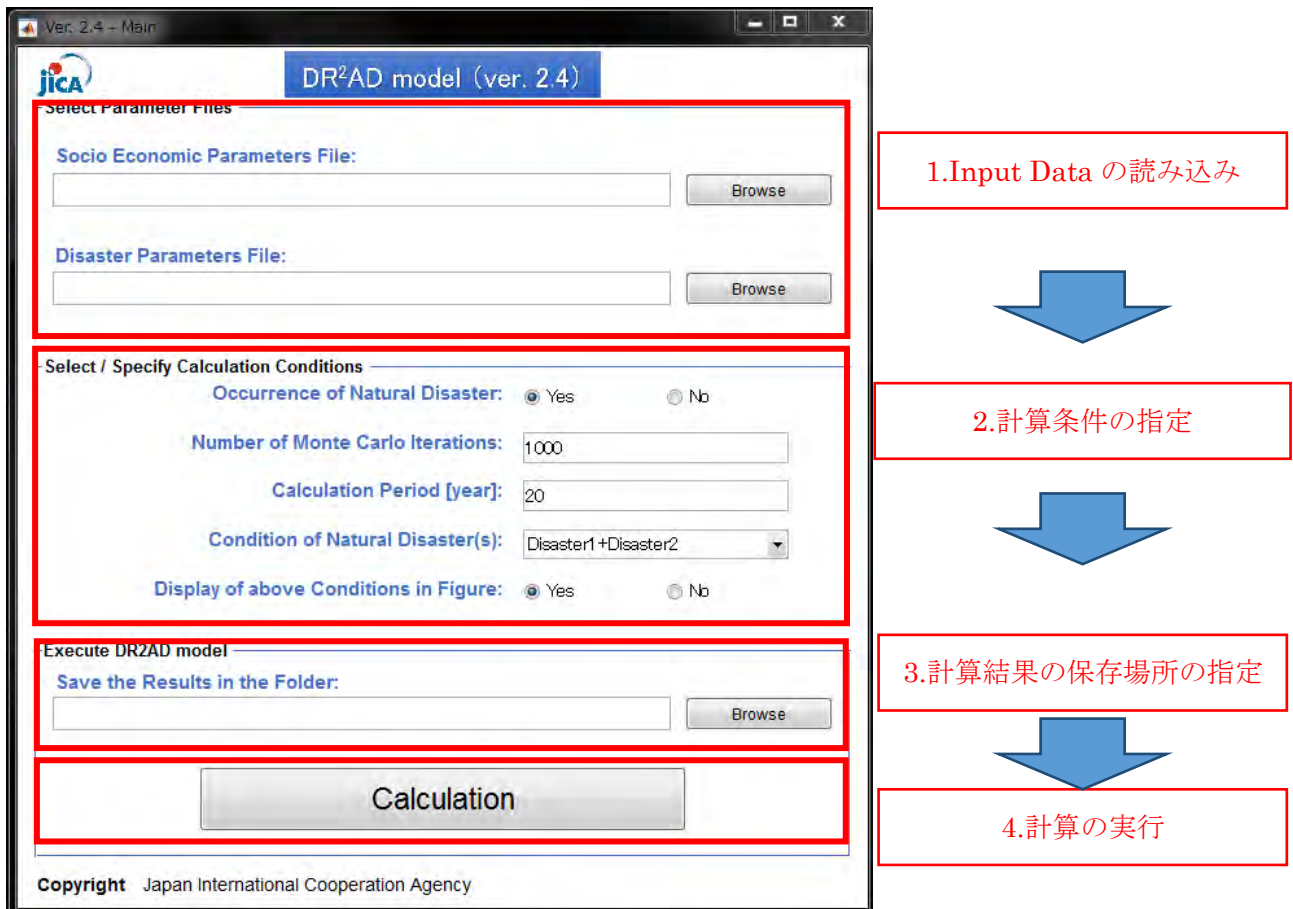 Ver. 2.4 - Main
jica
DR²AD model (ver. 2.4)
Select Parameter Files
Socio Economic Parameters File:
Browse
Disaster Parameters File:
Browse
Select / Specify Calculation Conditions
Occurrence of Natural Disaster: Yes No
Number of Monte Carlo Iterations: 1000
Calculation Period [year]: 20
Condition of Natural Disaster(s): Disaster1+Disaster2
Display of above Conditions in Figure: Yes No
Execute DR2AD model
Save the Results in the Folder:
Browse
Calculation
Copyright Japan International Cooperation Agency
1.Input Data の読み込み
2.計算条件の指定
3.計算結果の保存場所の指定
4.計算の実行